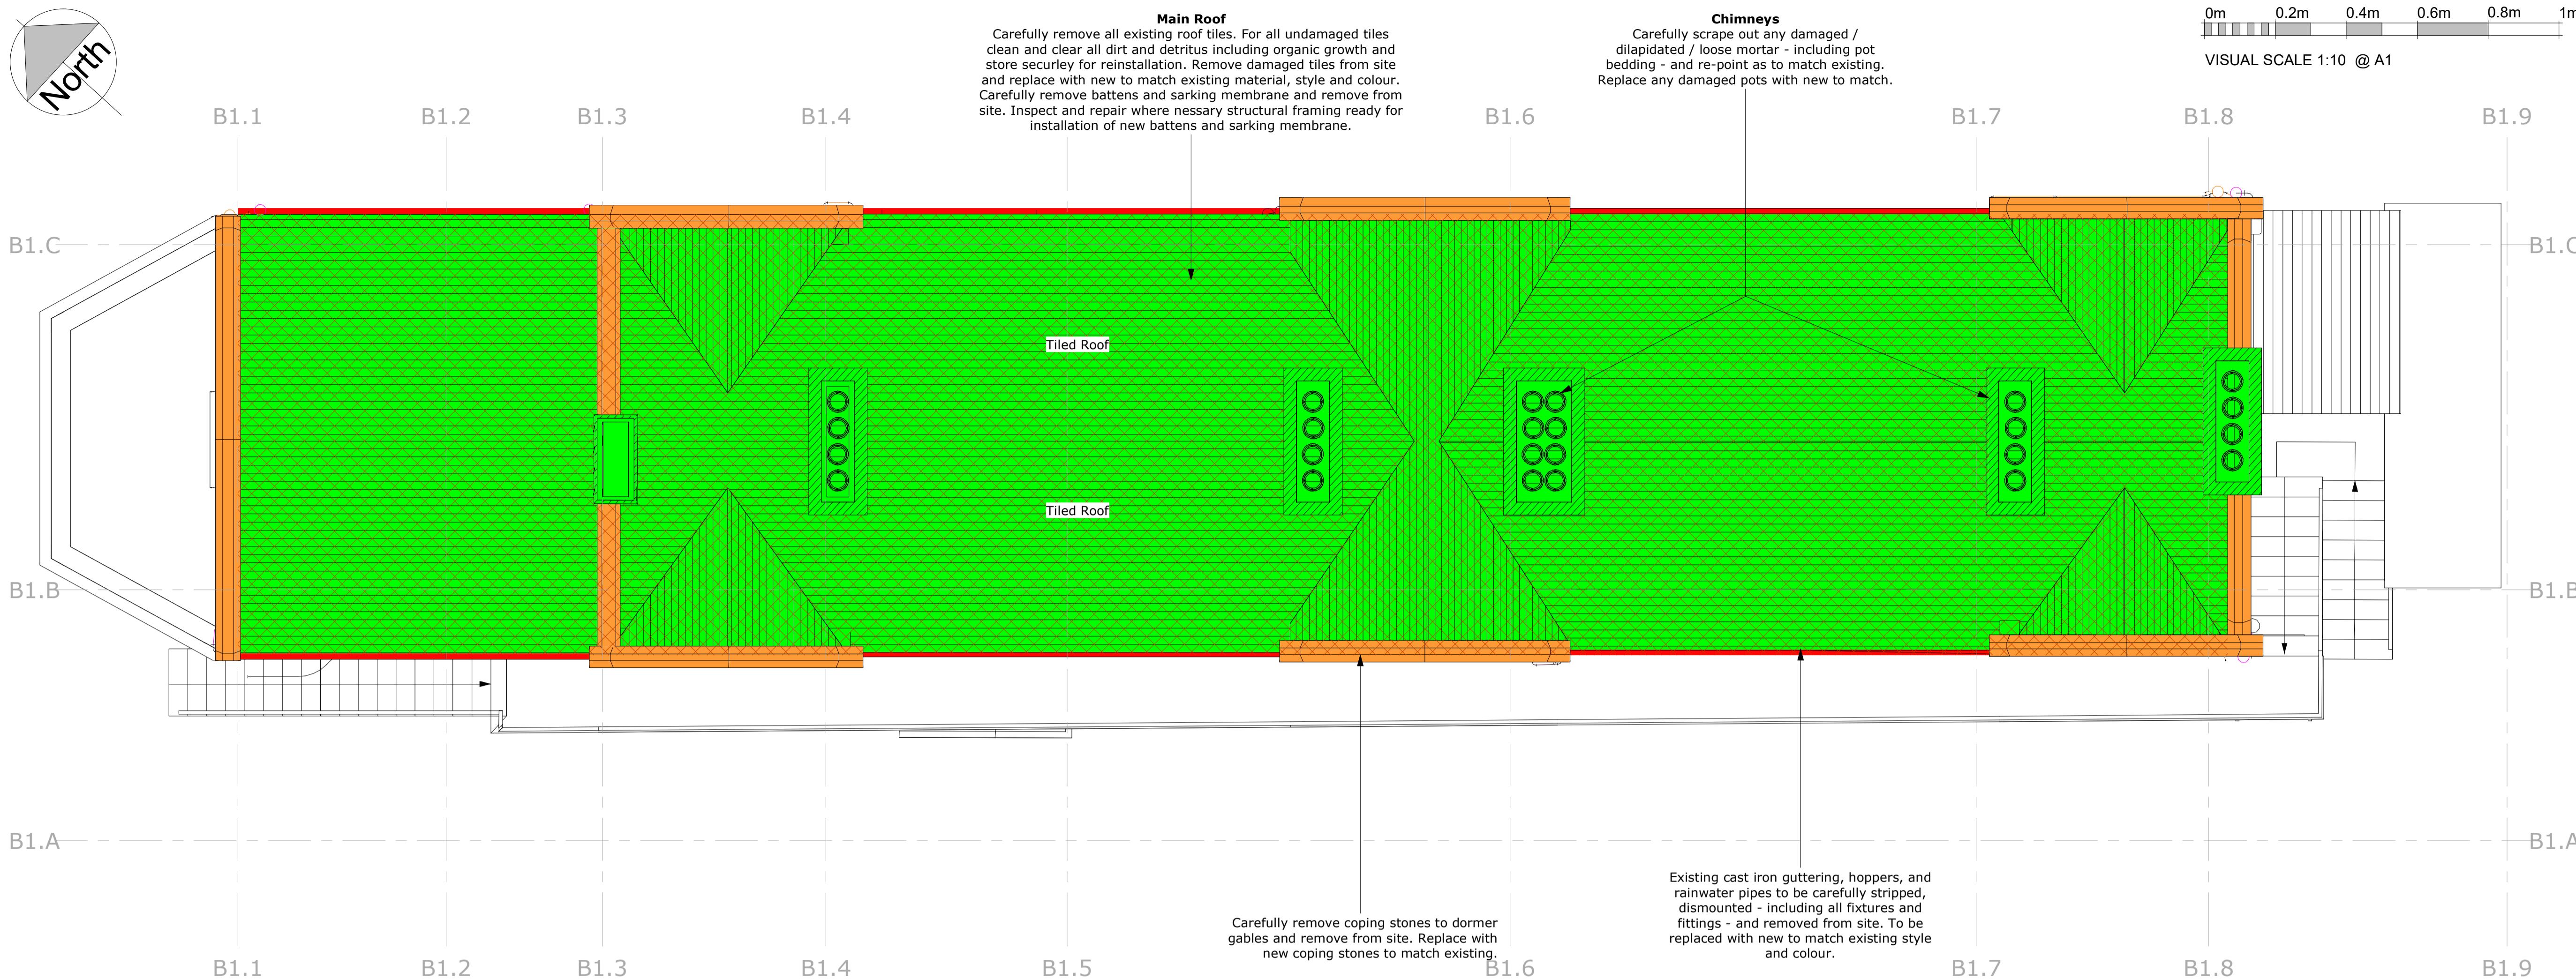 North
Main Roof
Carefully remove all existing roof tiles. For all undamaged tiles
clean and clear all dirt and detritus including organic growth and
store securley for reinstallation. Remove damaged tiles from site
and replace with new to match existing material, style and colour.
Carefully remove battens and sarking membrane and remove from
site. Inspect and repair where nessary structural framing ready for
installation of new battens and sarking membrane.
Chimneys
Carefully scrape out any damaged /
dilapidated / loose mortar - including pot
bedding - and re-point as to match existing.
Replace any damaged pots with new to match.
0m 0.2m 0.4m 0.6m 0.8m 1m
VISUAL SCALE 1:10 @ A1
B1.1 B1.2 B1.3 B1.4 B1.6 B1.7 B1.8 B1.9
B1.C B1.C
Tiled Roof
Tiled Roof
B1.B B1.B
B1.A B1.A
Carefully remove coping stones to dormer
gables and remove from site. Replace with
new coping stones to match existing.
Existing cast iron guttering, hoppers, and
rainwater pipes to be carefully stripped,
dismounted - including all fixtures and
fittings - and removed from site. To be
replaced with new to match existing style
and colour.
B1.1 B1.2 B1.3 B1.4 B1.5 B1.6 B1.7 B1.8 B1.9